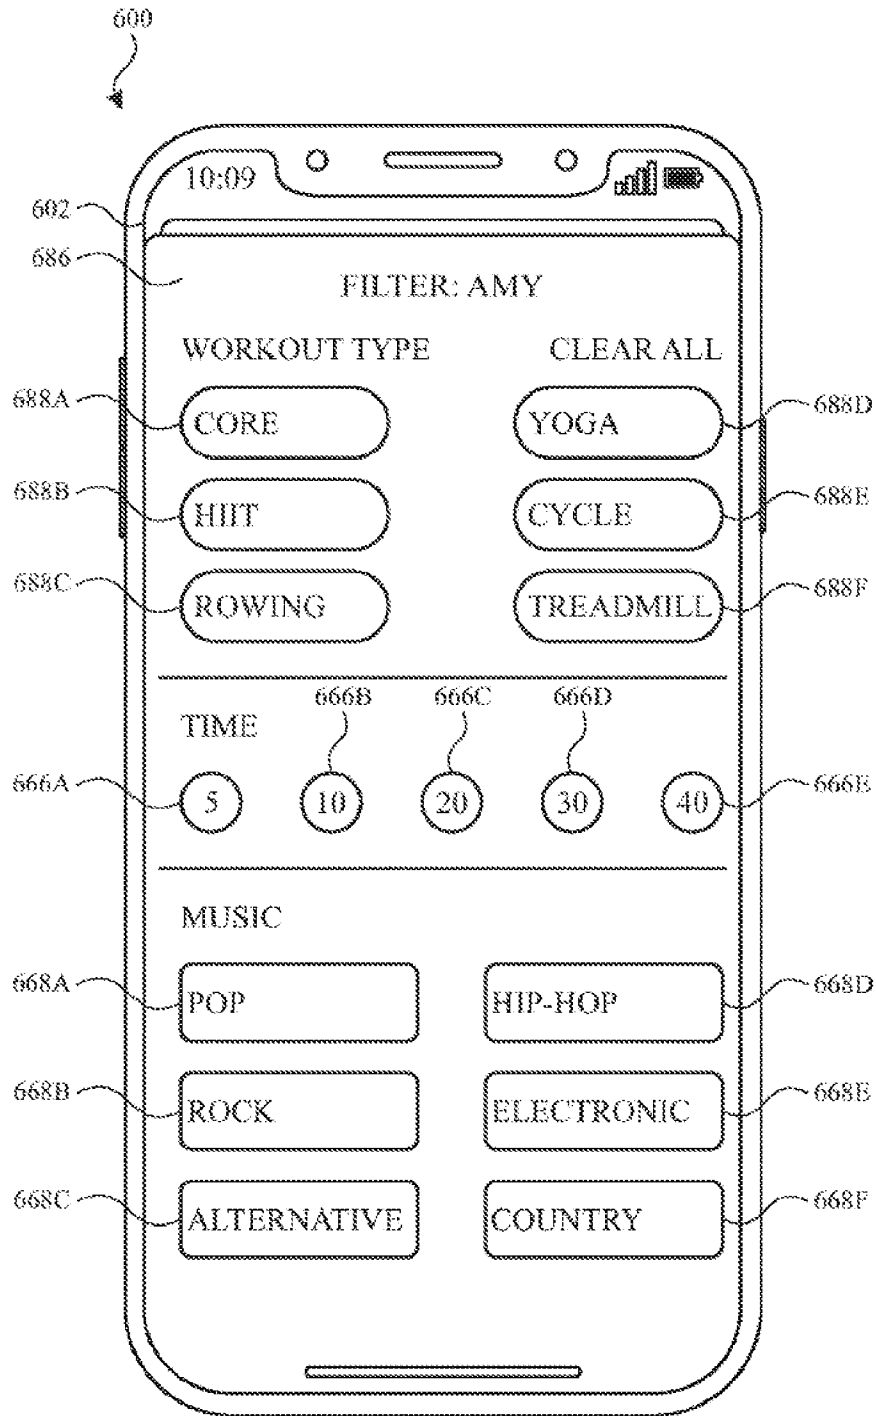 600
10:09
602
686
FILTER: AMY
WORKOUT TYPE CLEAR ALL
688A CORE YOGA 688D
688B HIIT CYCLE 688E
688C ROWING TREADMILL 688F
666B 666C 666D
TIME
666A 5 10 20 30 40 666E
MUSIC
668A POP HIP-HOP 668D
668B ROCK ELECTRONIC 668E
668C ALTERNATIVE COUNTRY 668F